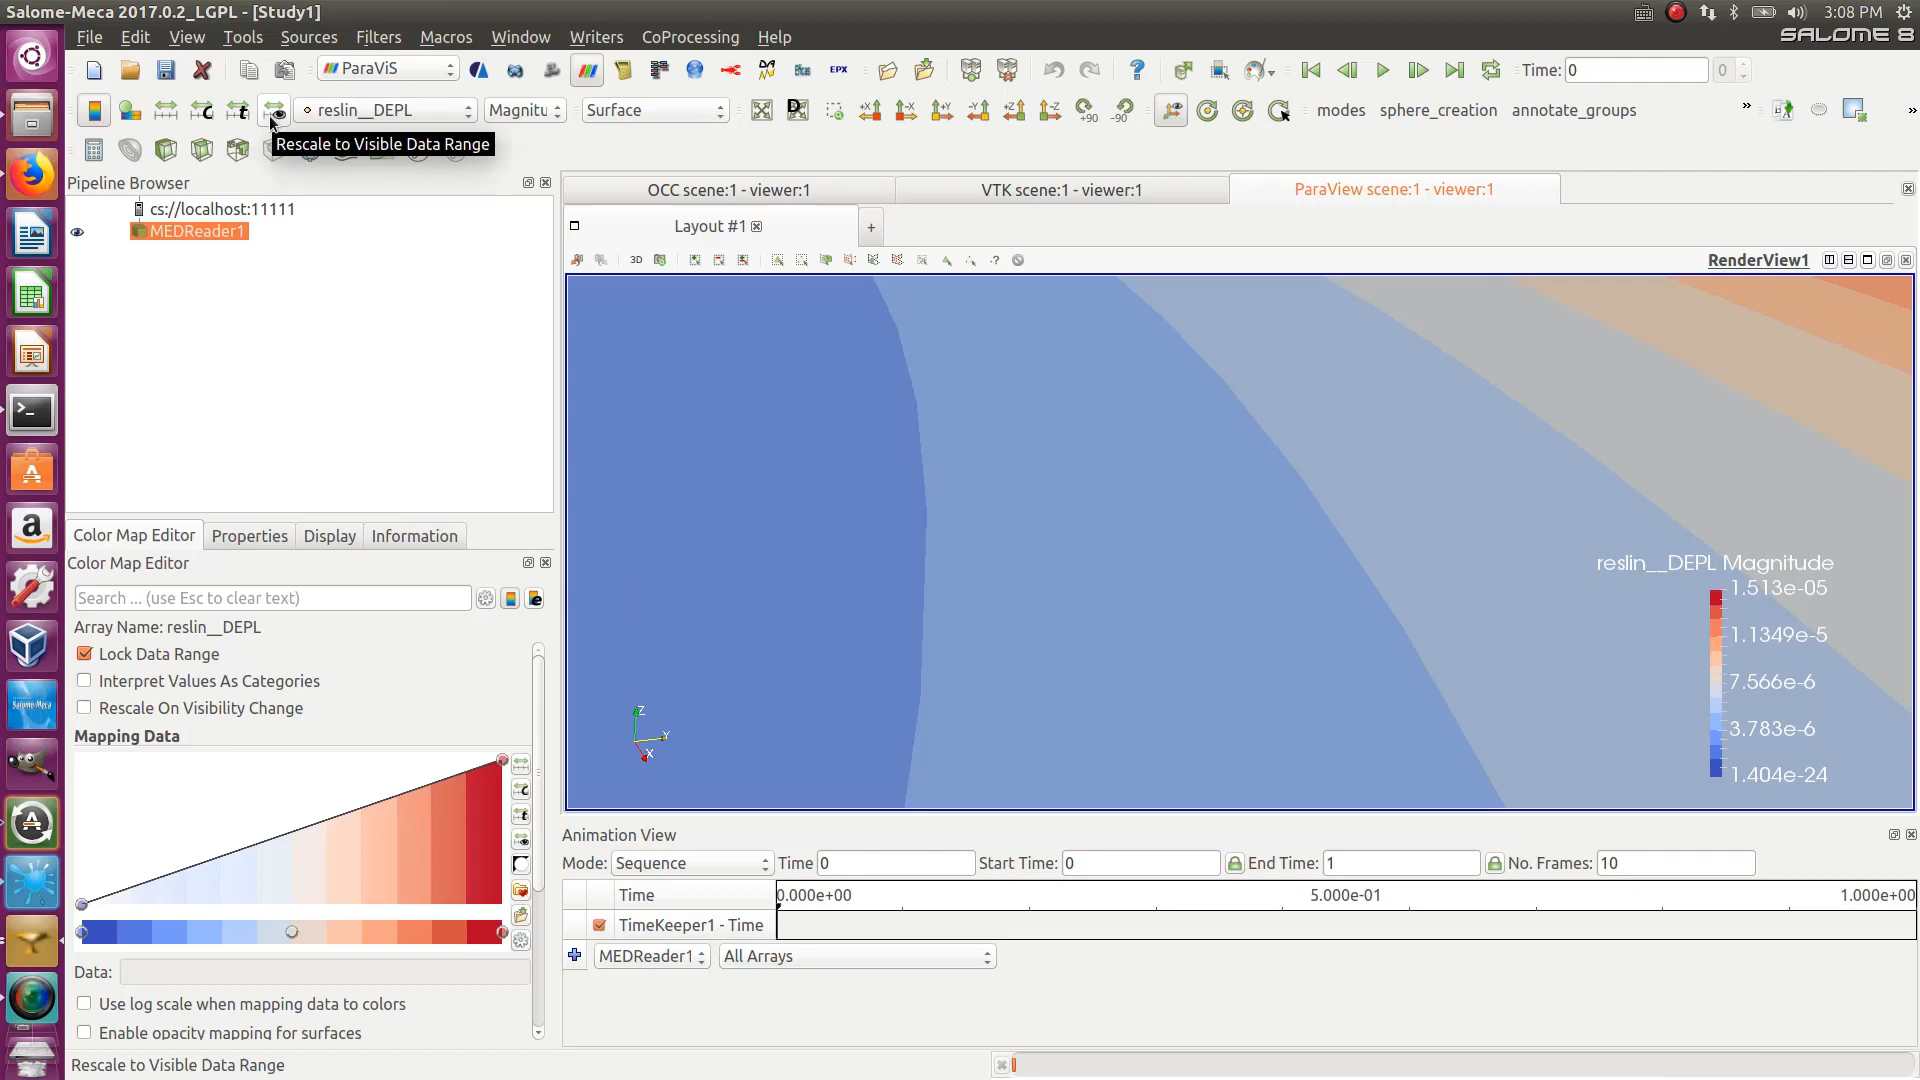 Salome-Meca 2017.0.2_LGPL - [Study1]
3:08 PM
File Edit View Tools Sources Filters Macros Window Writers CoProcessing Help
SALOME 8
ParaViS
EPX
Time: 0
0
reslin__DEPL
Magnitu
Surface
+X
-X
+Y
-Y
+Z
-Z
+90
-90
modes sphere_creation annotate_groups
Rescale to Visible Data Range
Pipeline Browser
cs://localhost:11111
MEDReader1
OCC scene:1 - viewer:1
VTK scene:1 - viewer:1
ParaView scene:1 - viewer:1
Layout #1
+
3D
RenderView1
reslin__DEPL Magnitude
1.513e-05
1.1349e-5
7.566e-6
3.783e-6
1.404e-24
Z
Y
X
Color Map Editor Properties Display Information
Color Map Editor
Search ... (use Esc to clear text)
Array Name: reslin__DEPL
Lock Data Range
Interpret Values As Categories
Rescale On Visibility Change
Mapping Data
Data:
Use log scale when mapping data to colors
Enable opacity mapping for surfaces
Animation View
Mode: Sequence Time 0 Start Time: 0 End Time: 1 No. Frames: 10
Time 0.000e+00 5.000e-01 1.000e+00
TimeKeeper1 - Time
MEDReader1 All Arrays
Rescale to Visible Data Range